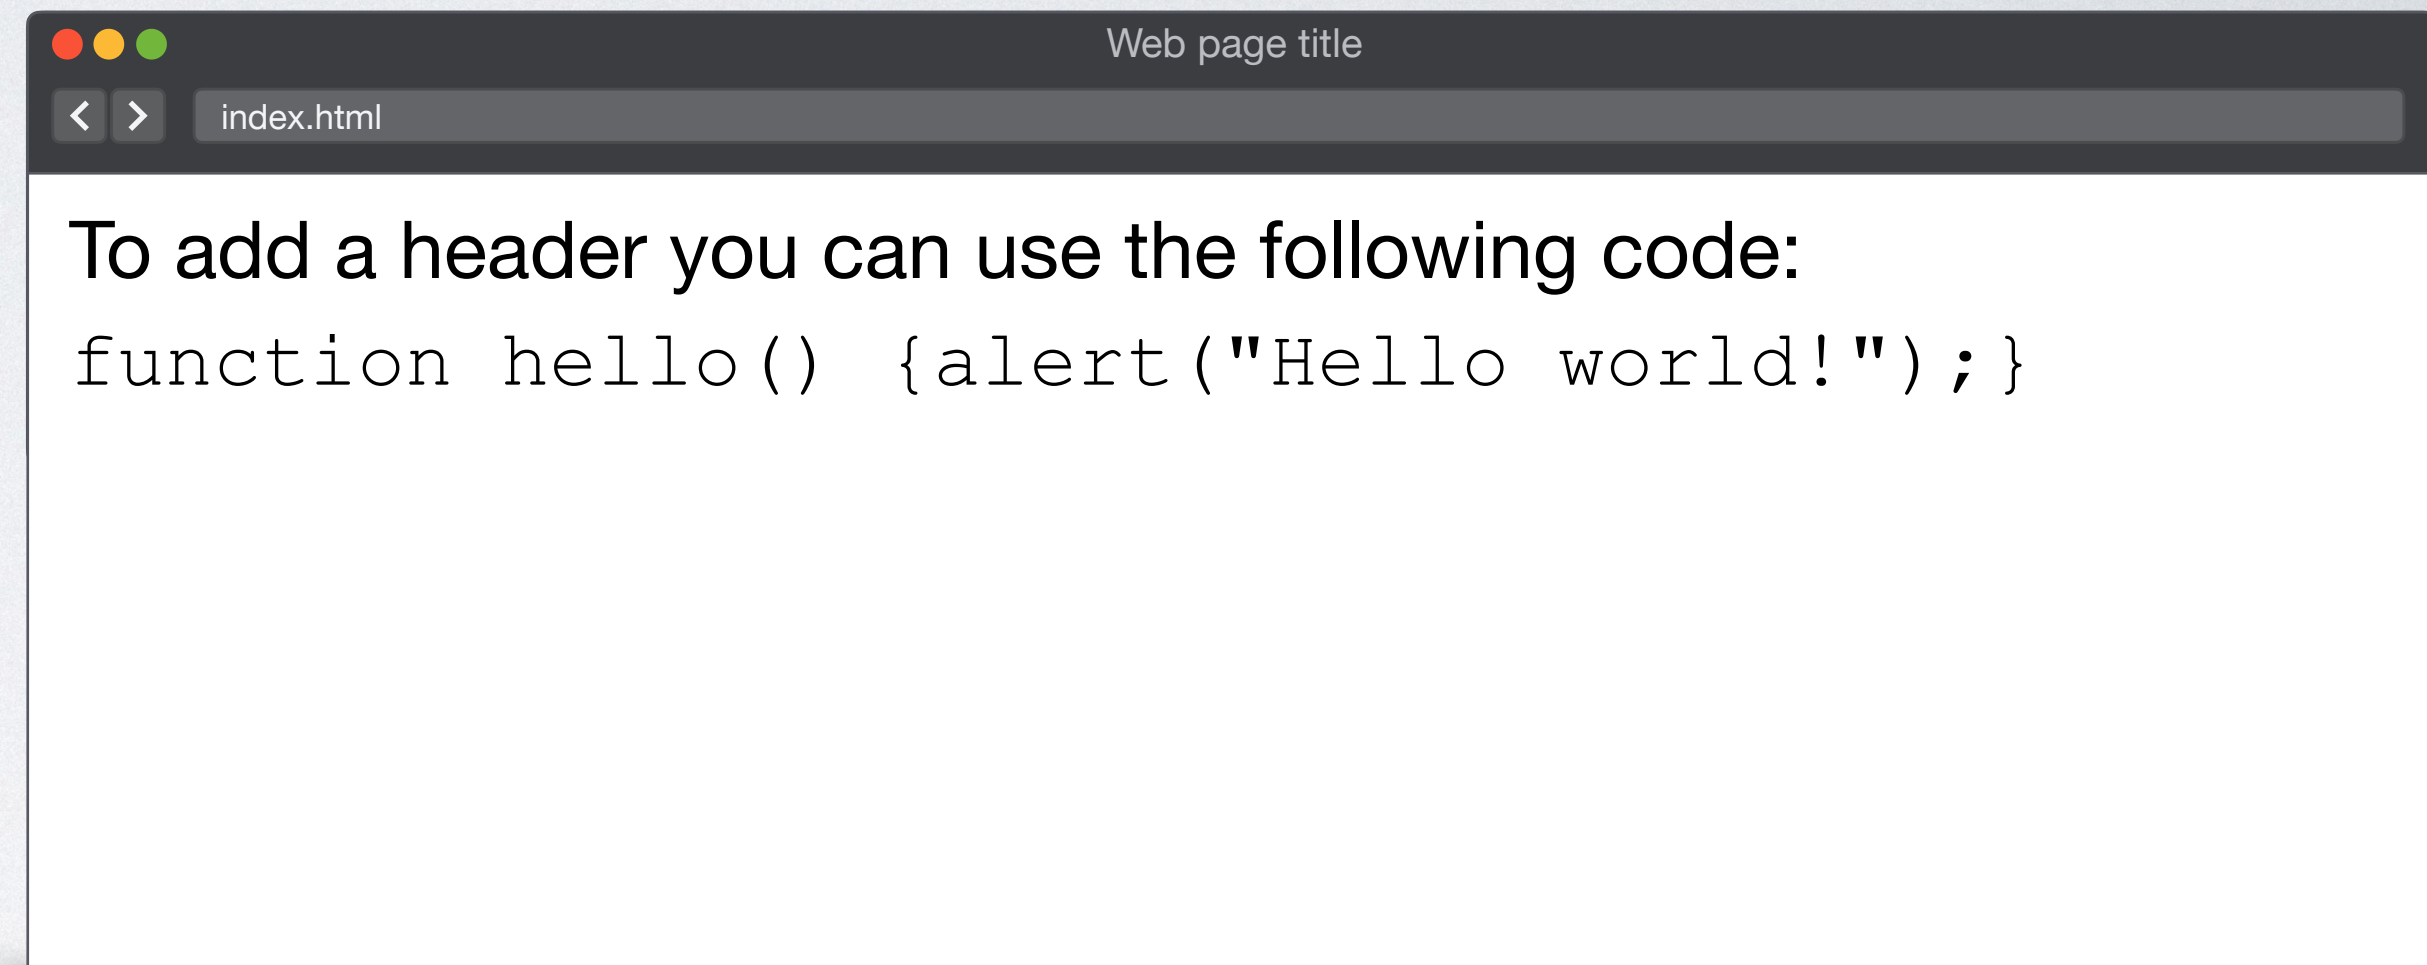 Web page title
index.html
To add a header you can use the following code:
function hello() {alert("Hello world!");}